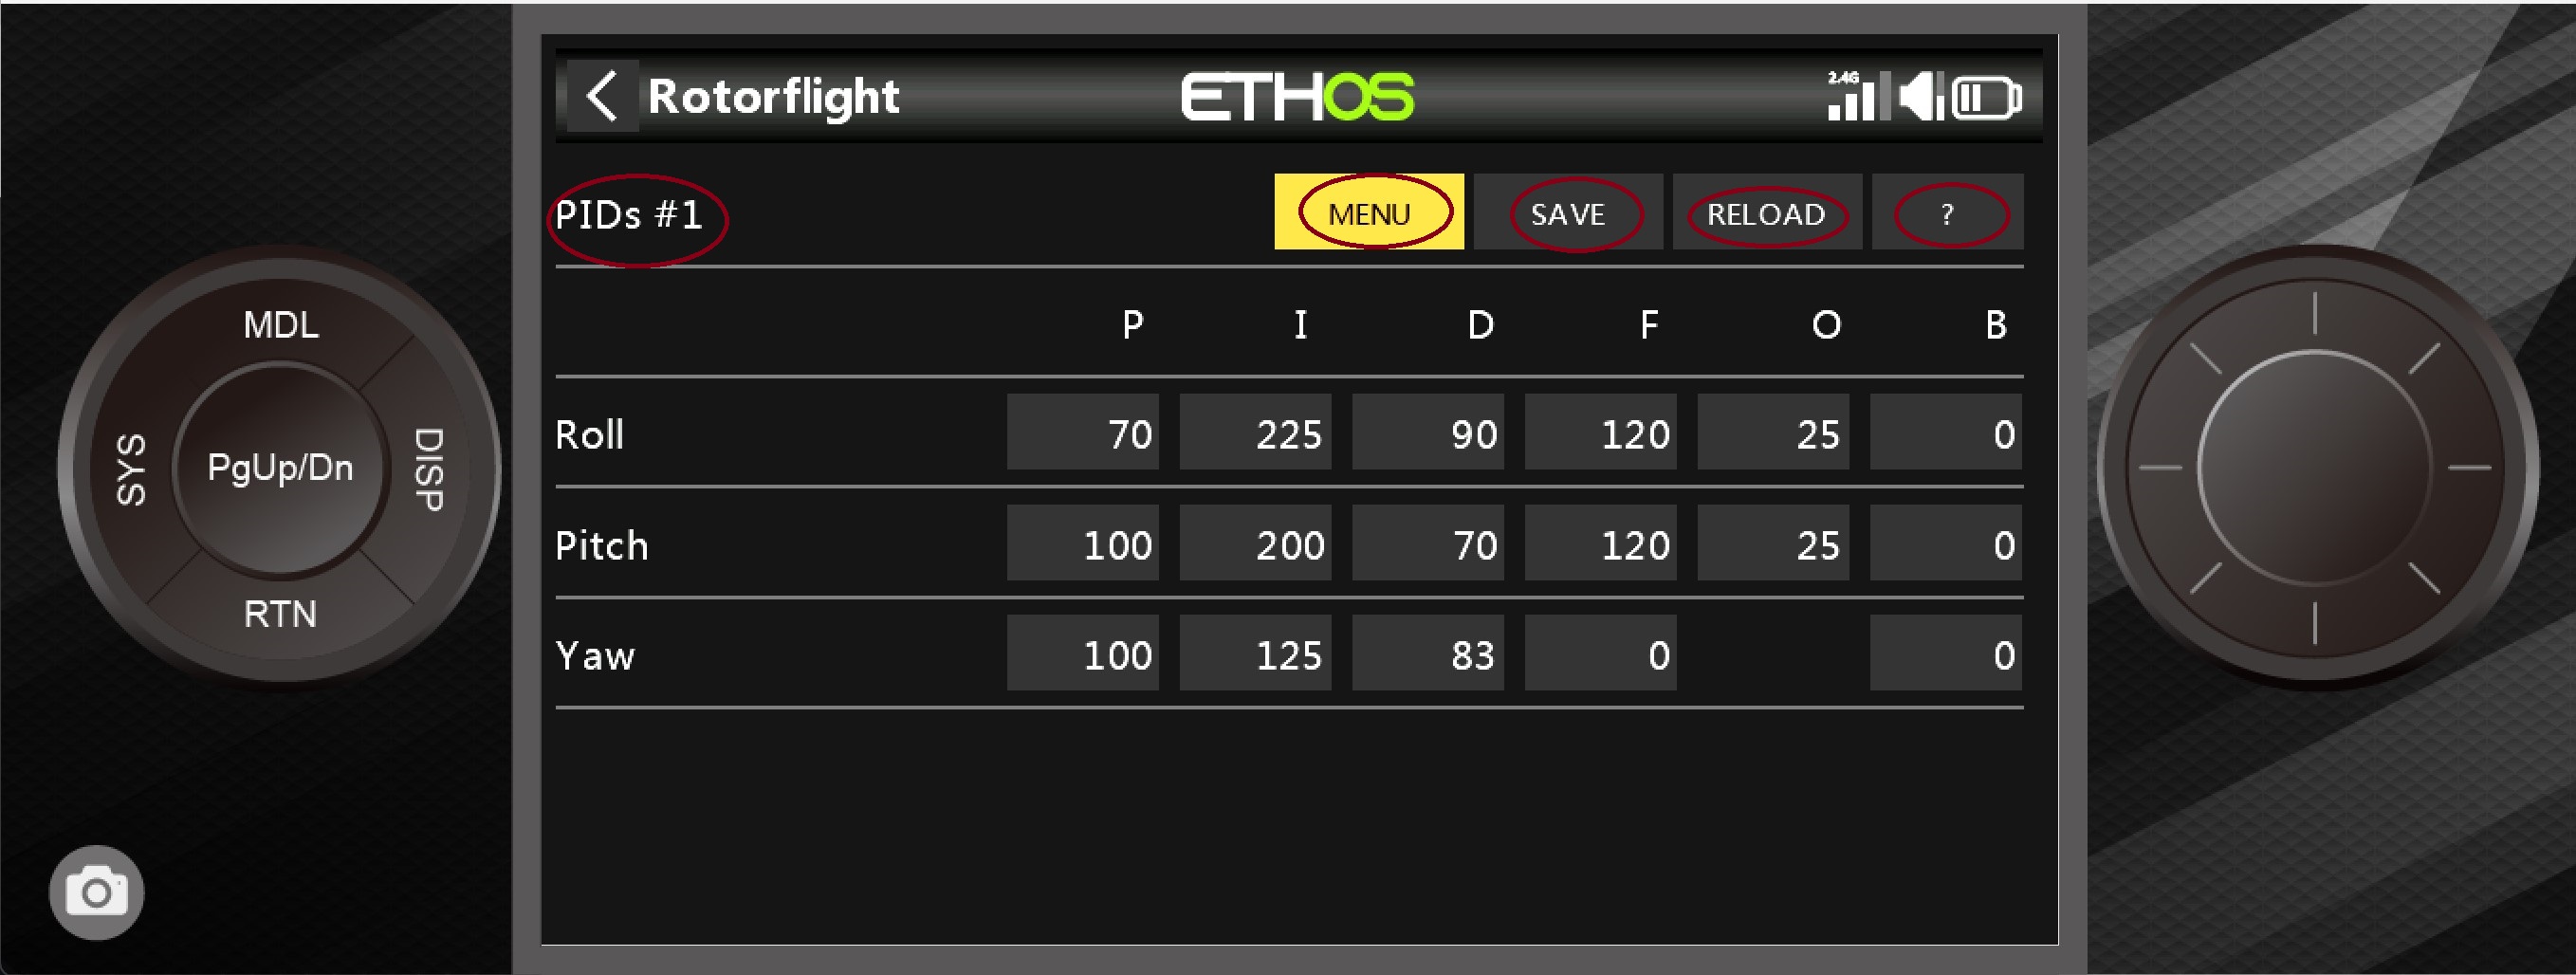 Rotorflight ETHOS 2.4G
PIDs #1 MENU SAVE RELOAD ?
P I D F O B
Roll 70 225 90 120 25 0
Pitch 100 200 70 120 25 0
Yaw 100 125 83 0 0
MDL
SYS PgUp/Dn DISP
RTN